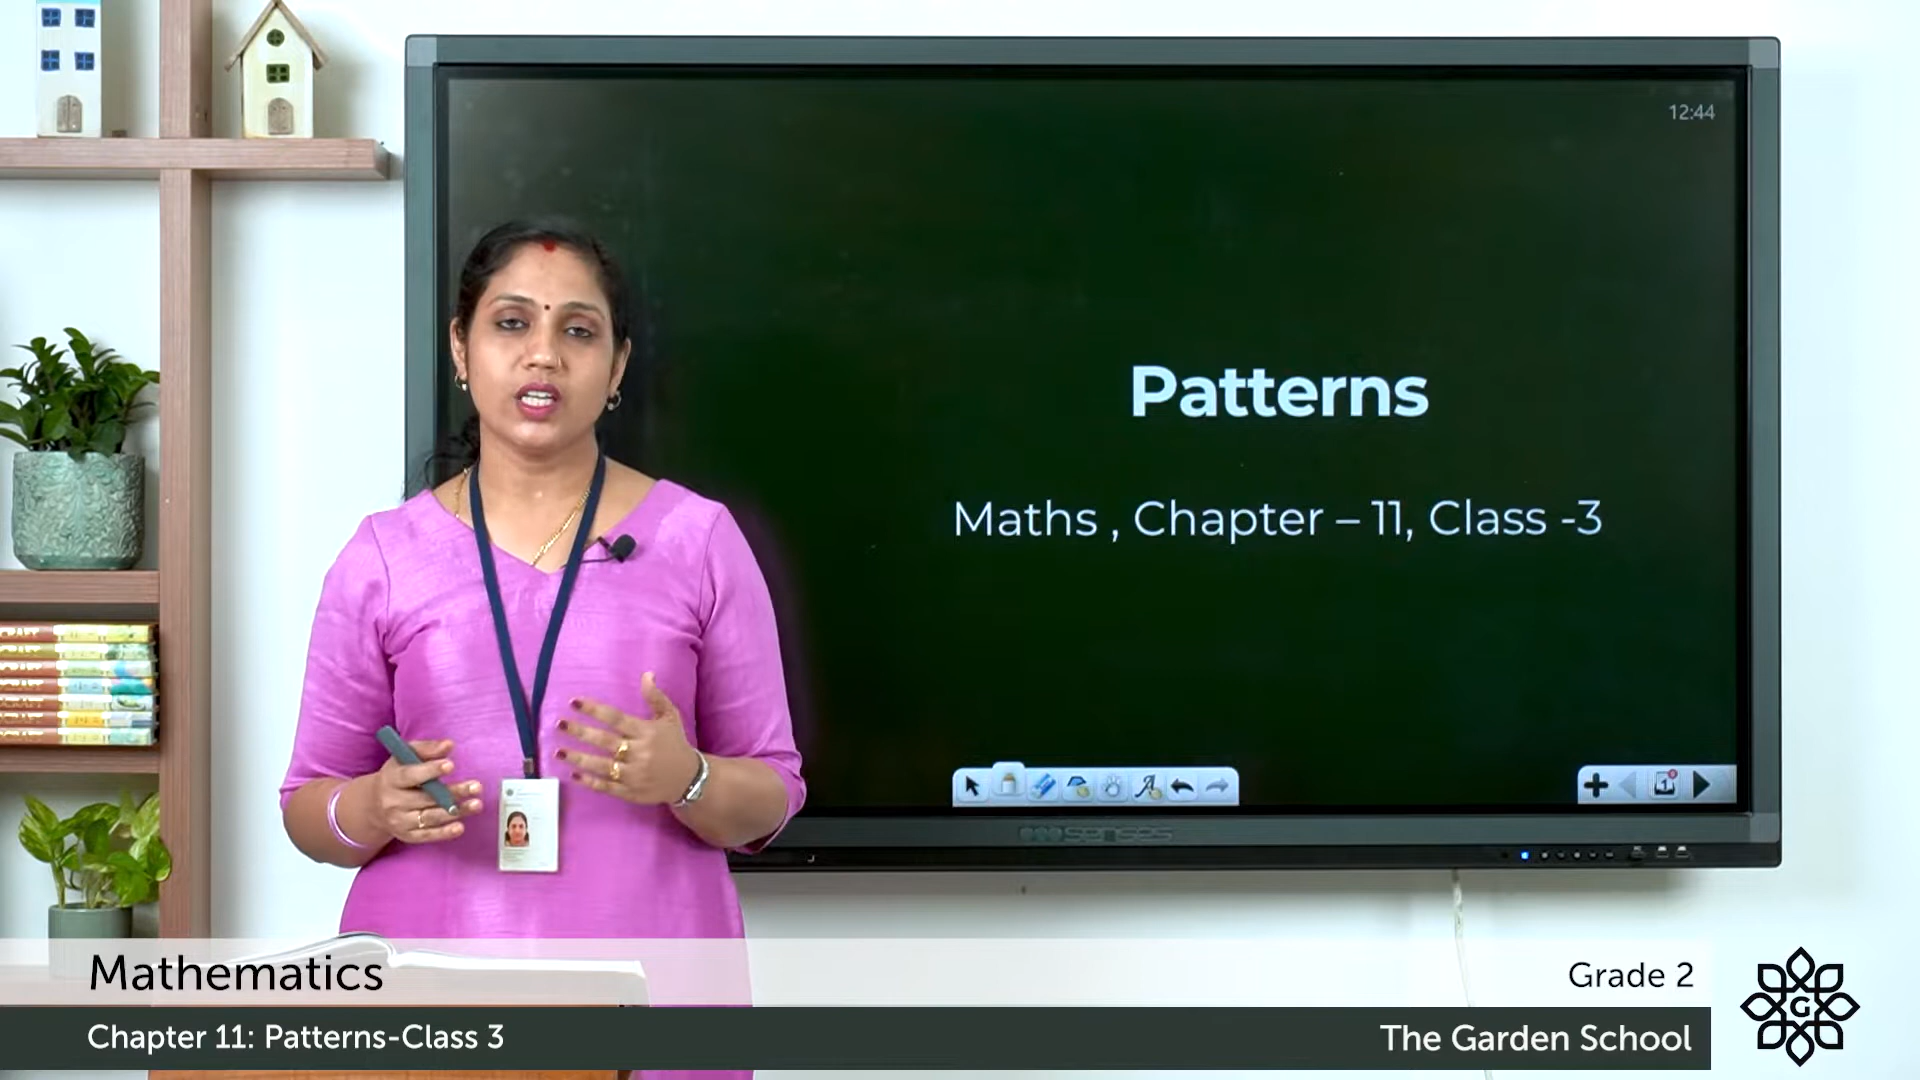 12:44
Patterns
Maths , Chapter – 11, Class -3
Mathematics
Grade 2
Chapter 11: Patterns-Class 3
The Garden School
G